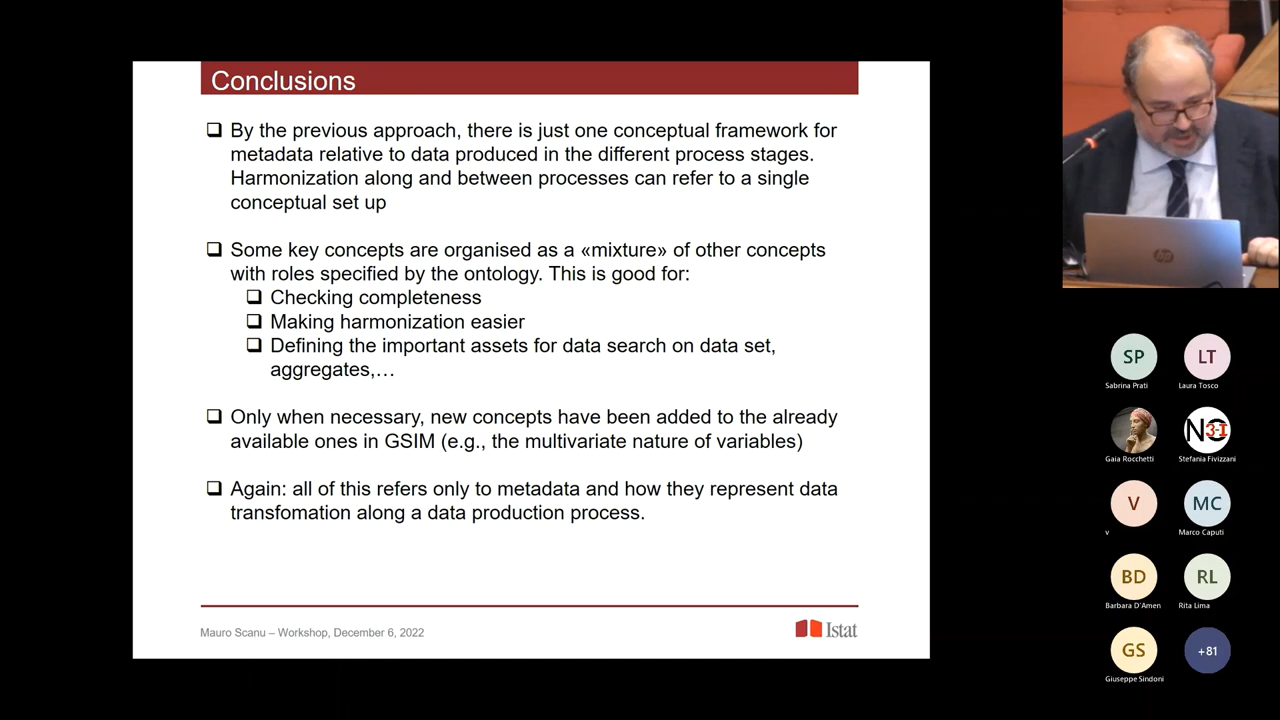 Conclusions
❑ By the previous approach, there is just one conceptual framework for
metadata relative to data produced in the different process stages.
Harmonization along and between processes can refer to a single
conceptual set up
❑ Some key concepts are organised as a «mixture» of other concepts
with roles specified by the ontology. This is good for:
❑ Checking completeness
❑ Making harmonization easier
❑ Defining the important assets for data search on data set,
aggregates,…
❑ Only when necessary, new concepts have been added to the already
available ones in GSIM (e.g., the multivariate nature of variables)
❑ Again: all of this refers only to metadata and how they represent data
transfomation along a data production process.
Mauro Scanu – Workshop, December 6, 2022
Istat
hp
SP
LT
Sabrina Prati
Laura Tosco
NO
3-I
Gaia Rocchetti
Stefania Fivizzani
V
MC
v
Marco Caputi
BD
RL
Barbara D'Amen
Rita Lima
GS
+81
Giuseppe Sindoni